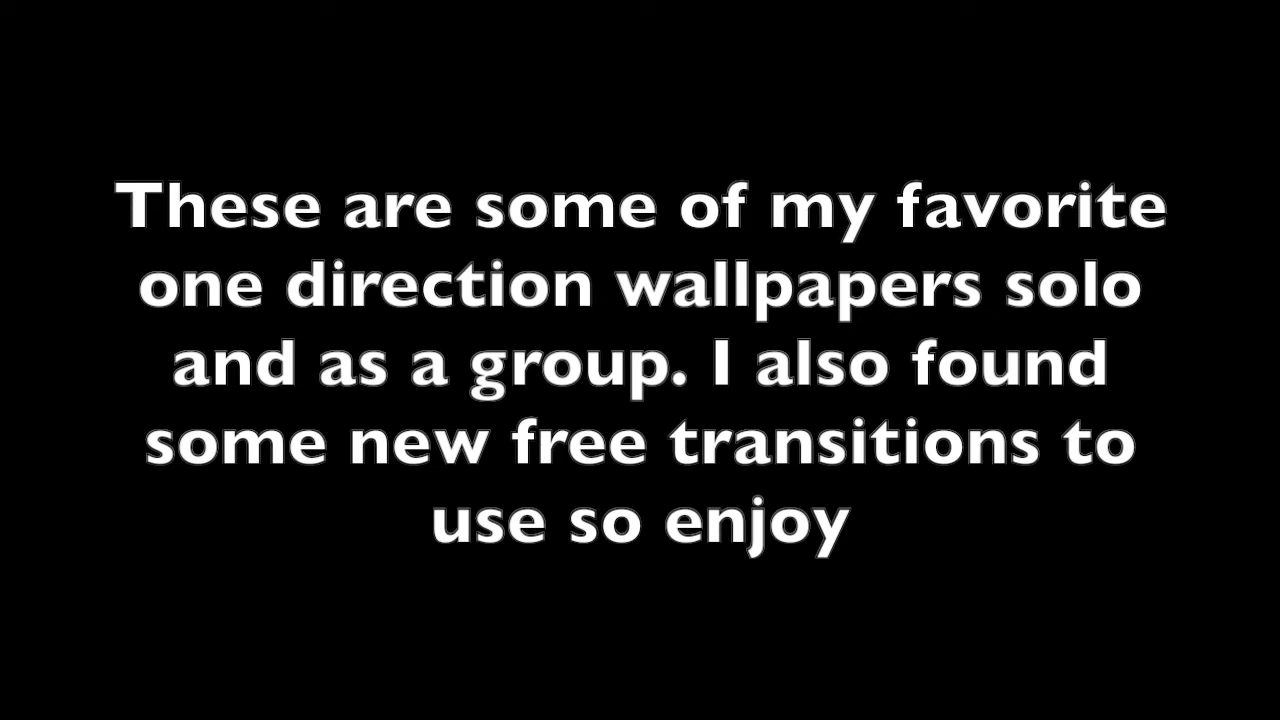 These are some of my favorite
one direction wallpapers solo
and as a group. I also found
some new free transitions to
use so enjoy